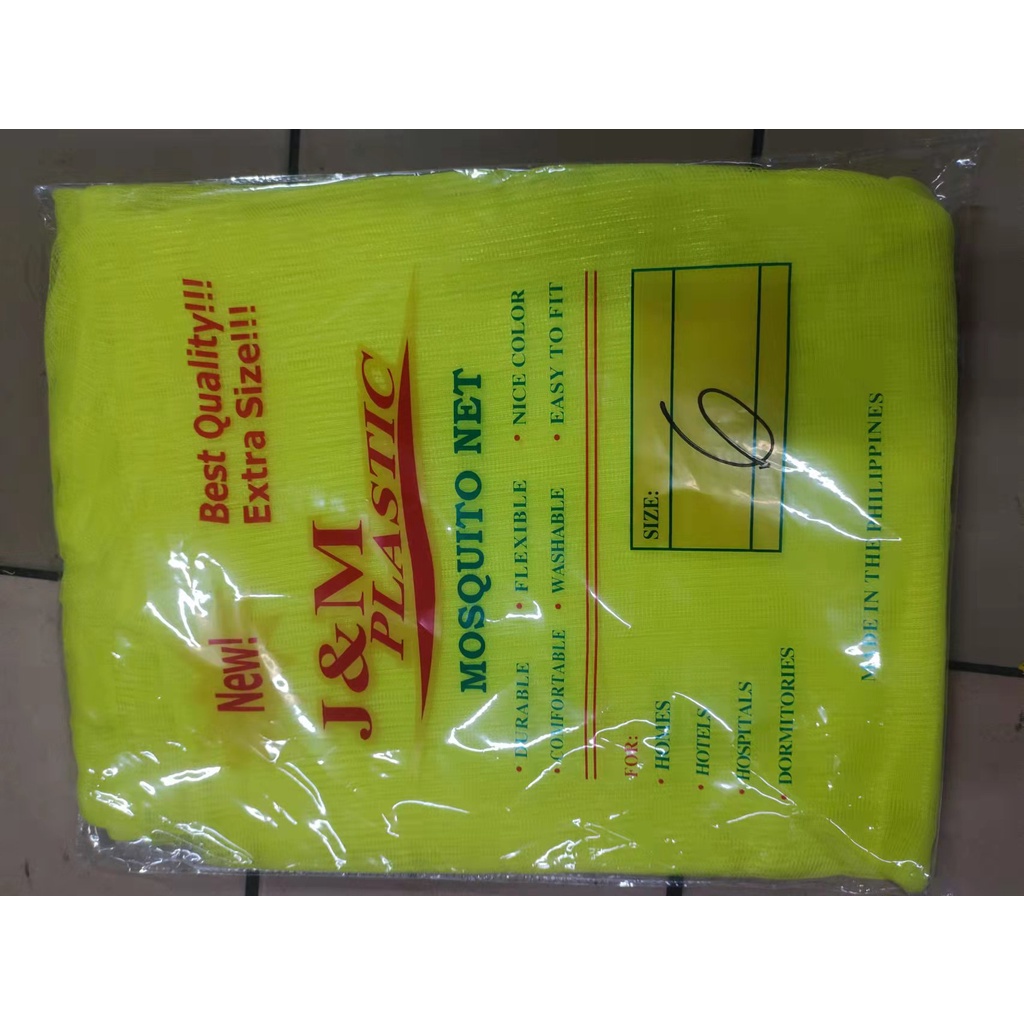 New! Best Quality!!!
Extra Size!!!
J&M
PLASTIC
MOSQUITO NET
• DURABLE • FLEXIBLE • NICE COLOR
• COMFORTABLE • WASHABLE • EASY TO FIT
FOR:
• HOMES
• HOTELS
• HOSPITALS
• DORMITORIES
SIZE:
MADE IN THE PHILIPPINES